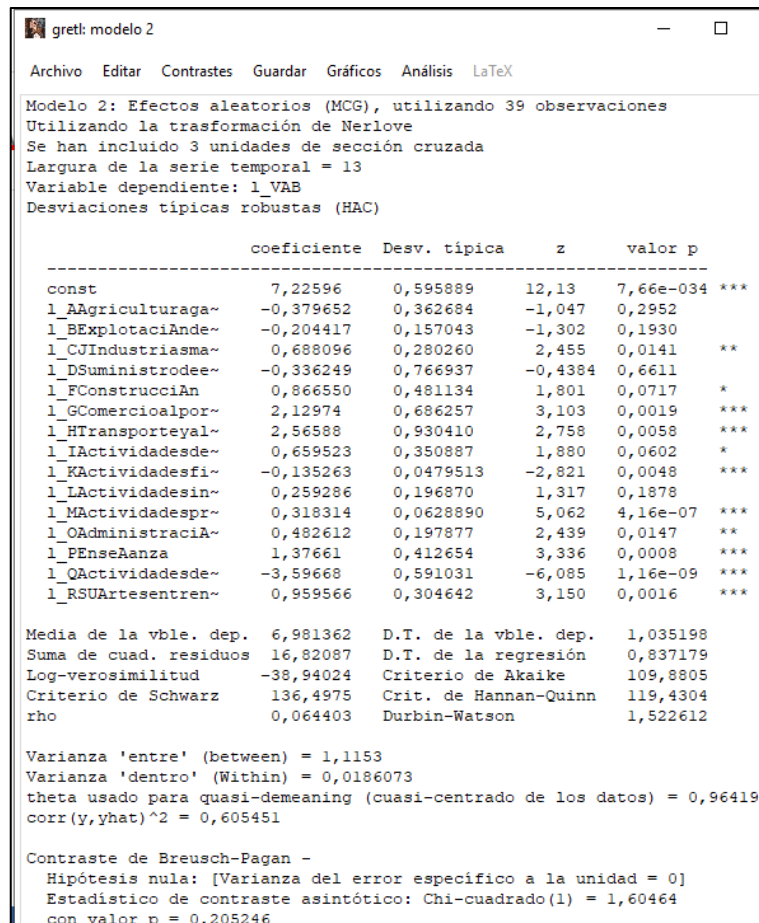 gretl: modelo 2
Archivo Editar Contrastes Guardar Gráficos Análisis LaTeX
Modelo 2: Efectos aleatorios (MCG), utilizando 39 observaciones
Utilizando la trasformación de Nerlove
Se han incluido 3 unidades de sección cruzada
Largura de la serie temporal = 13
Variable dependiente: l_VAB
Desviaciones típicas robustas (HAC)
coeficiente Desv. típica z valor p
-------------------------------------------------------------------
const 7,22596 0,595889 12,13 7,66e-034 ***
l_AAgriculturaga~ -0,379652 0,362684 -1,047 0,2952
l_BExplotaciAnde~ -0,204417 0,157043 -1,302 0,1930
l_CJIndustriasma~ 0,688096 0,280260 2,455 0,0141 **
l_DSuministrodee~ -0,336249 0,766937 -0,4384 0,6611
l_FConstrucciAn 0,866550 0,481134 1,801 0,0717 *
l_GComercioalpor~ 2,12974 0,686257 3,103 0,0019 ***
l_HTransporteyal~ 2,56588 0,930410 2,758 0,0058 ***
l_IActividadesde~ 0,659523 0,350887 1,880 0,0602 *
l_KActividadesfi~ -0,135263 0,0479513 -2,821 0,0048 ***
l_LActividadesin~ 0,259286 0,196870 1,317 0,1878
l_MActividadespr~ 0,318314 0,0628890 5,062 4,16e-07 ***
l_OAdministraciA~ 0,482612 0,197877 2,439 0,0147 **
l_PEnseAanza 1,37661 0,412654 3,336 0,0008 ***
l_QActividadesde~ -3,59668 0,591031 -6,085 1,16e-09 ***
l_RSUArtesentren~ 0,959566 0,304642 3,150 0,0016 ***
Media de la vble. dep. 6,981362 D.T. de la vble. dep. 1,035198
Suma de cuad. residuos 16,82087 D.T. de la regresión 0,837179
Log-verosimilitud -38,94024 Criterio de Akaike 109,8805
Criterio de Schwarz 136,4975 Crit. de Hannan-Quinn 119,4304
rho 0,064403 Durbin-Watson 1,522612
Varianza 'entre' (between) = 1,1153
Varianza 'dentro' (Within) = 0,0186073
theta usado para quasi-demeaning (cuasi-centrado de los datos) = 0,96419
corr(y,yhat)^2 = 0,605451
Contraste de Breusch-Pagan -
Hipótesis nula: [Varianza del error específico a la unidad = 0]
Estadístico de contraste asintótico: Chi-cuadrado(1) = 1,60464
con valor p = 0,205246